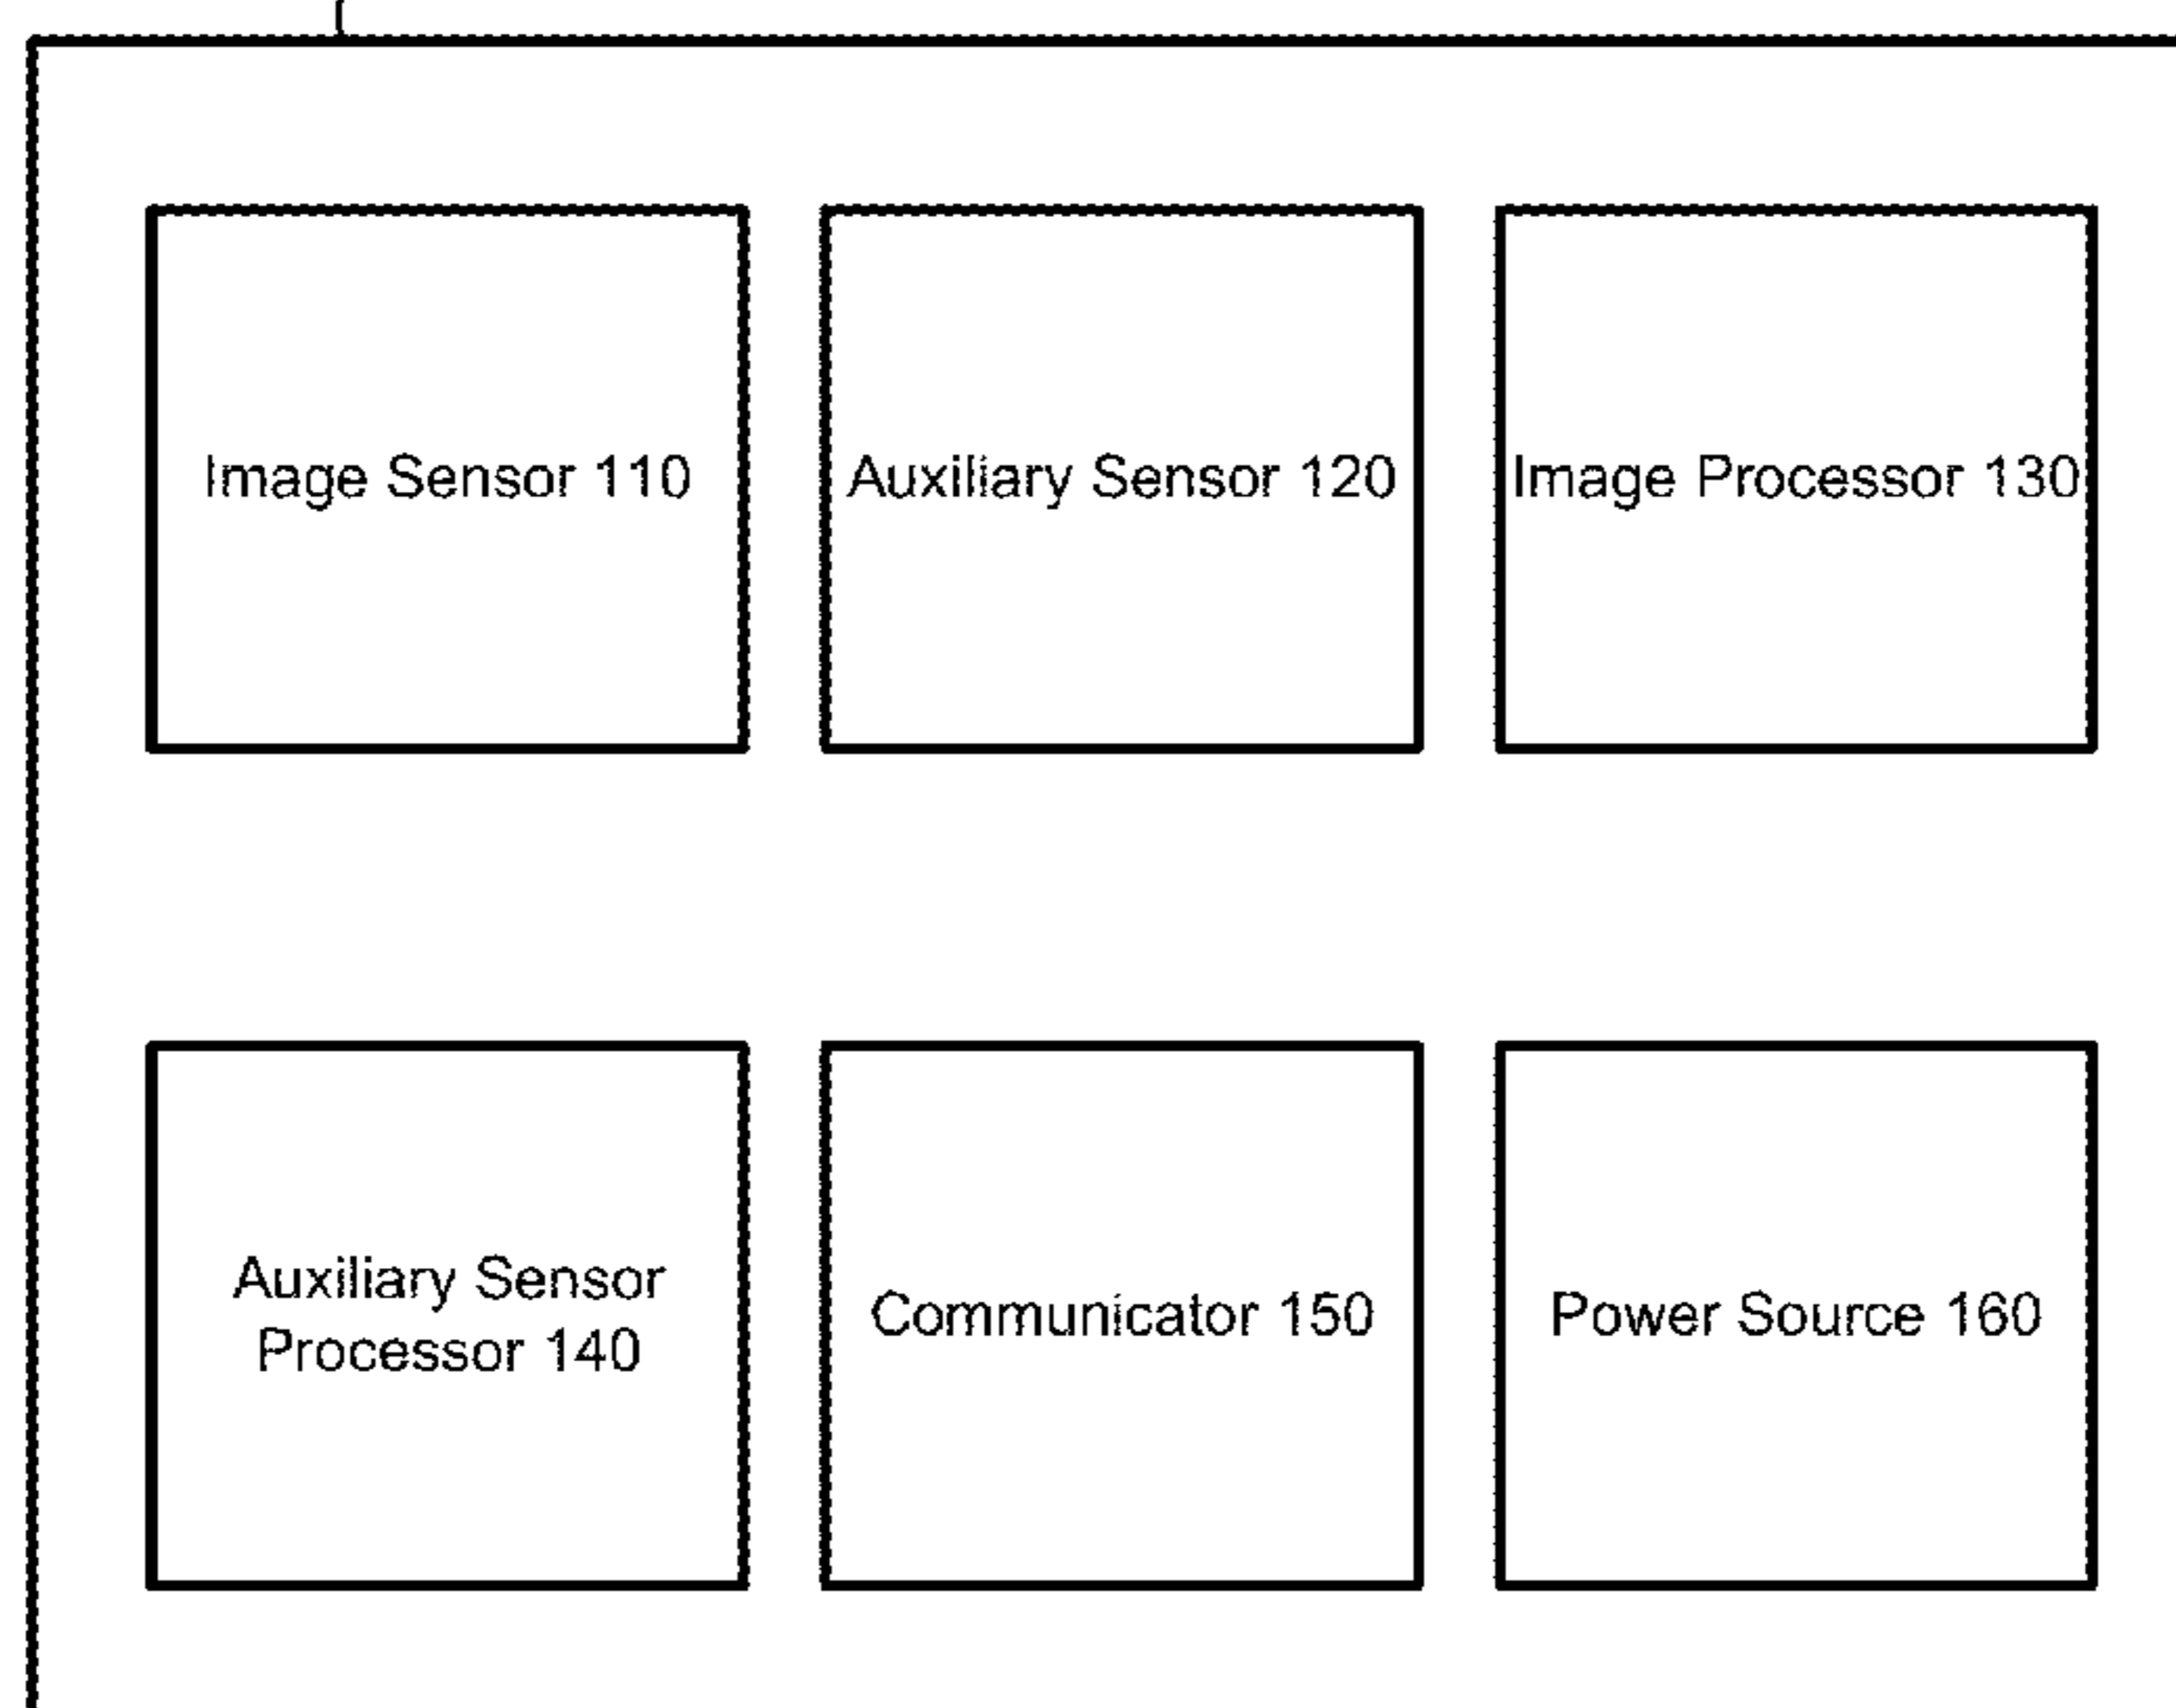 Image Sensor 110
Auxiliary Sensor 120
Image Processor 130
Auxiliary Sensor
Processor 140
Communicator 150
Power Source 160